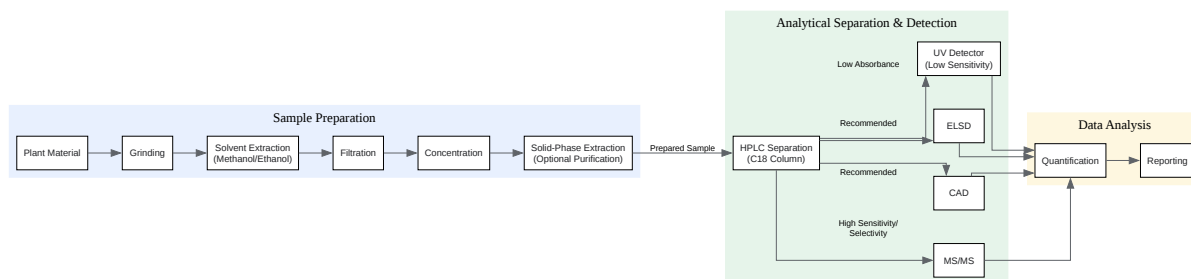 Sample Preparation
Plant Material
Grinding
Solvent Extraction
(Methanol/Ethanol)
Filtration
Concentration
Solid-Phase Extraction
(Optional Purification)
Prepared Sample
Analytical Separation & Detection
HPLC Separation
(C18 Column)
Low Absorbance
UV Detector
(Low Sensitivity)
Recommended
ELSD
Recommended
CAD
High Sensitivity/
Selectivity
MS/MS
Data Analysis
Quantification
Reporting